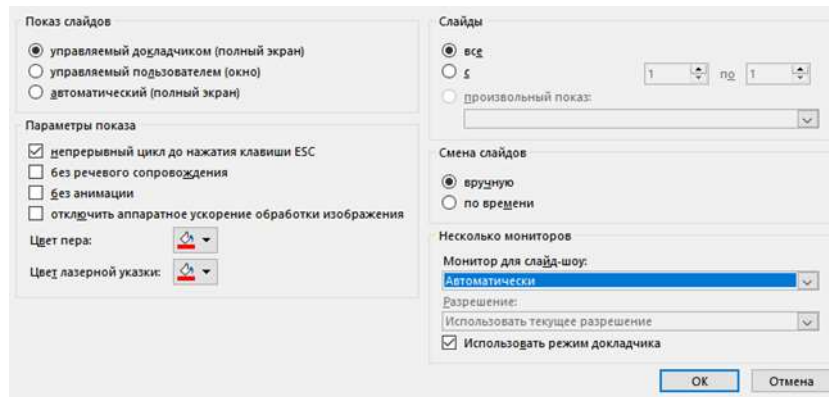 Показ слайдов
управляемый докладчиком (полный экран)
управляемый пользователем (окно)
автоматический (полный экран)
Параметры показа
непрерывный цикл до нажатия клавиши ESC
без речевого сопровождения
без анимации
отключить аппаратное ускорение обработки изображения
Цвет пера:
Цвет лазерной указки:
Слайды
все
с 1 по 1
произвольный показ:
Смена слайдов
вручную
по времени
Несколько мониторов
Монитор для слайд-шоу:
Автоматически
Разрешение:
Использовать текущее разрешение
Использовать режим докладчика
ОК Отмена